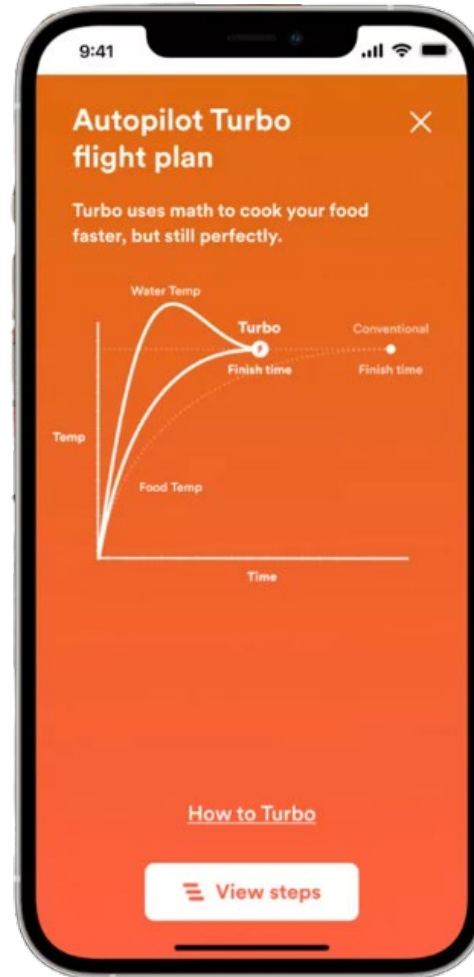 9:41
Autopilot Turbo
flight plan
Turbo uses math to cook your food
faster, but still perfectly.
Water Temp
Turbo
Conventional
Finish time
Finish time
Temp
Food Temp
Time
How to Turbo
View steps